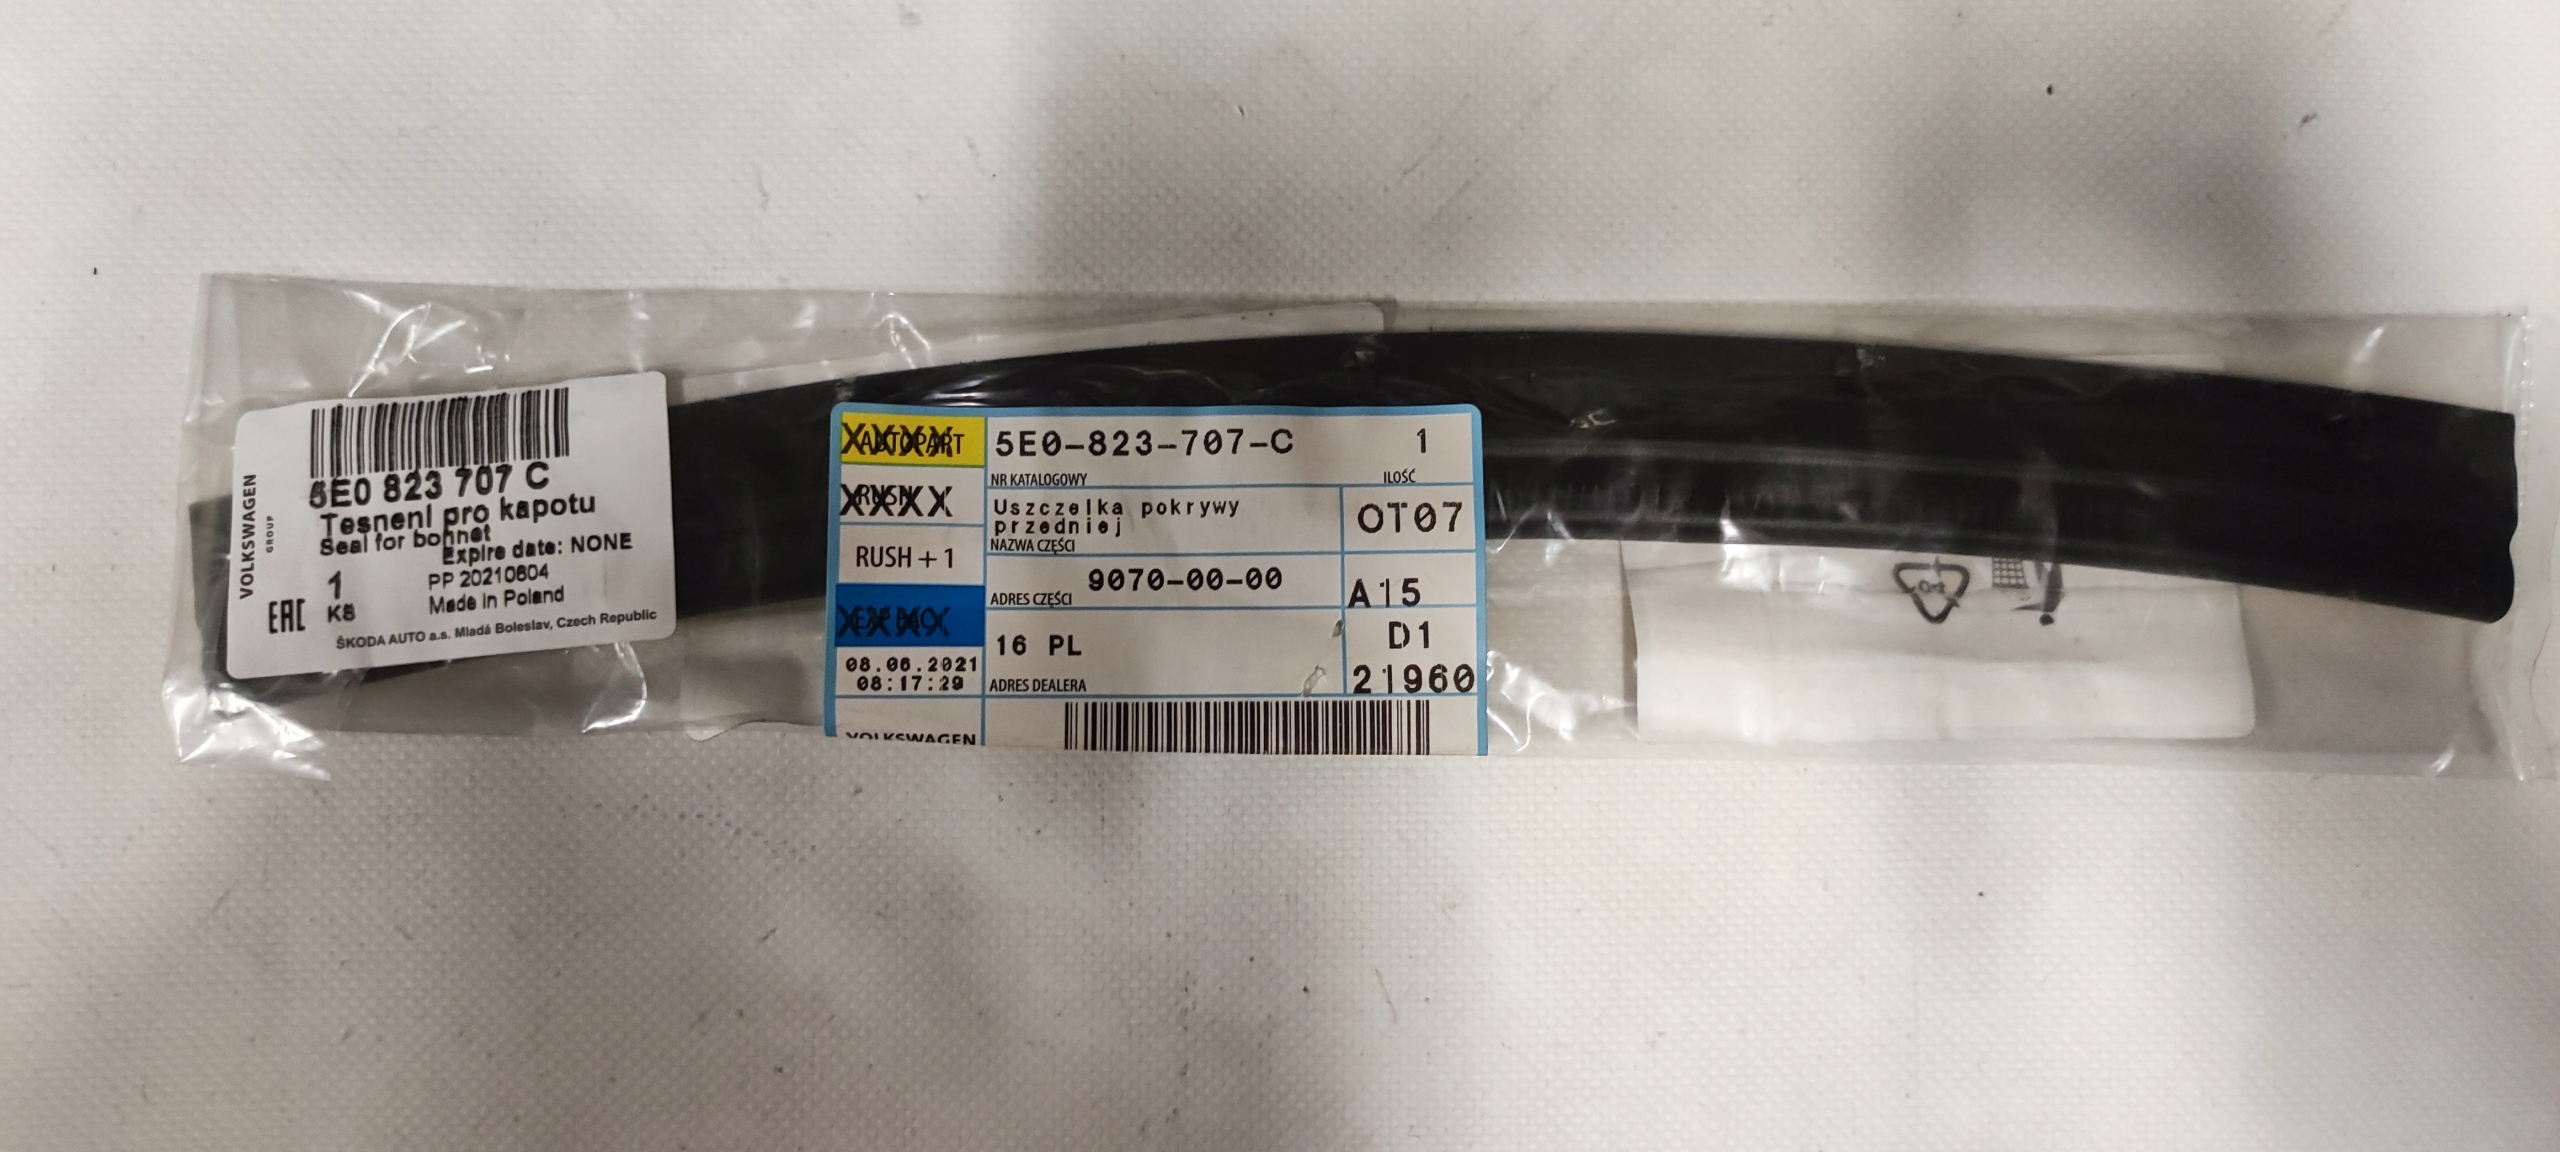 VOLKSWAGEN
GROUP
5E0 823 707 C
Tesneni pro kapotu
Seal for bonnet
Expire date: NONE
1
KS
PP 20210604
Made in Poland
EAC
ŠKODA AUTO a.s. Mladá Boleslav, Czech Republic
AUTOPART
XXXX
RUSH
XXXX
RUSH + 1
XXXX
08.06.2021
08:17:29
VOLKSWAGEN
5E0-823-707-C
1
NR KATALOGOWY
ILOŚĆ
Uszczelka pokrywy
przedniej
NAZWA CZĘŚCI
OT07
9070-00-00
ADRES CZĘŚCI
A15
16 PL
D1
ADRES DEALERA
21960